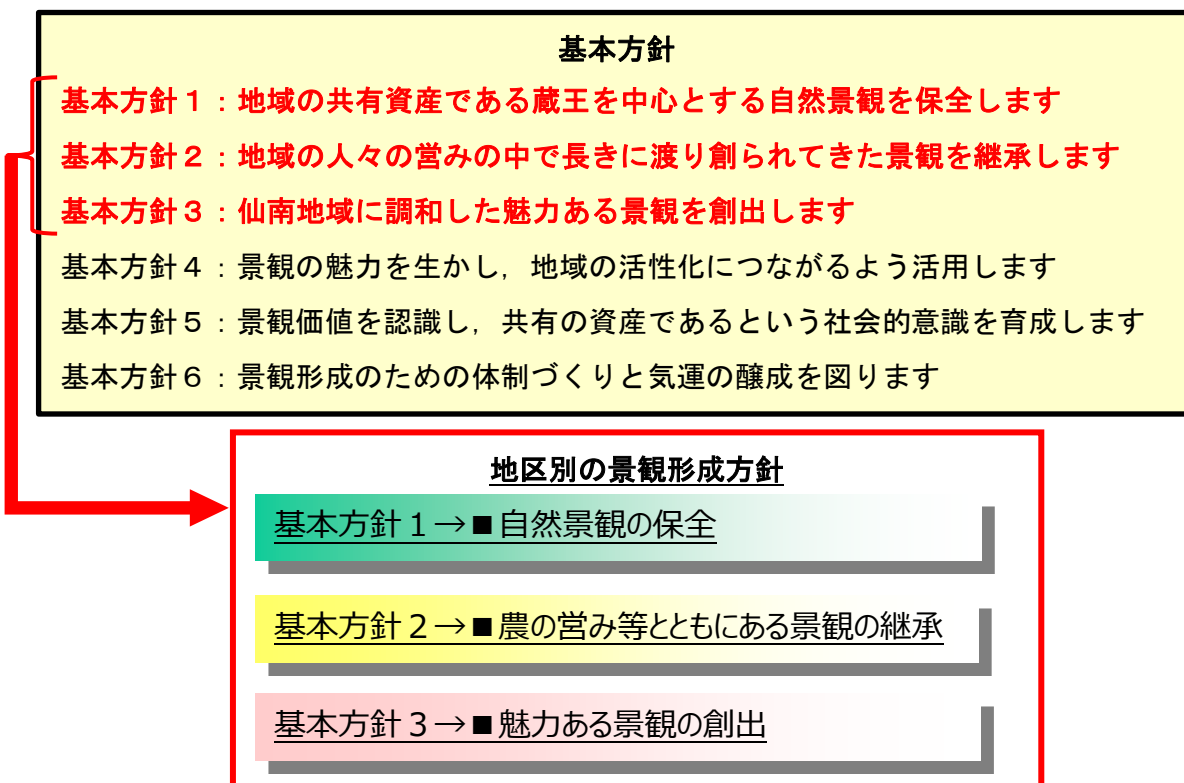 基本方針
基本方針１：地域の共有資産である蔵王を中心とする自然景観を保全します
基本方針２：地域の人々の営みの中で長きに渡り創られてきた景観を継承します
基本方針３：仙南地域に調和した魅力ある景観を創出します
基本方針４：景観の魅力を生かし，地域の活性化につながるよう活用します
基本方針５：景観価値を認識し，共有の資産であるという社会的意識を育成します
基本方針６：景観形成のための体制づくりと気運の醸成を図ります
地区別の景観形成方針
基本方針１→■自然景観の保全
基本方針２→■農の営み等とともにある景観の継承
基本方針３→■魅力ある景観の創出